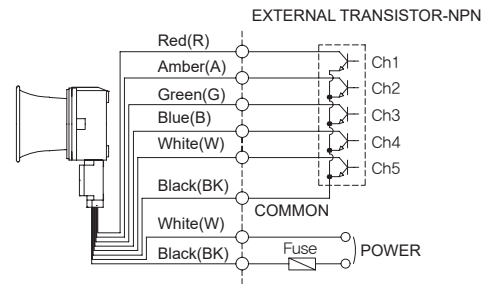 EXTERNAL TRANSISTOR-NPN
Red(R)
Ch1
Amber(A)
Ch2
Green(G)
Ch3
Blue(B)
Ch4
White(W)
Ch5
Black(BK)
COMMON
White(W)
Fuse
POWER
Black(BK)